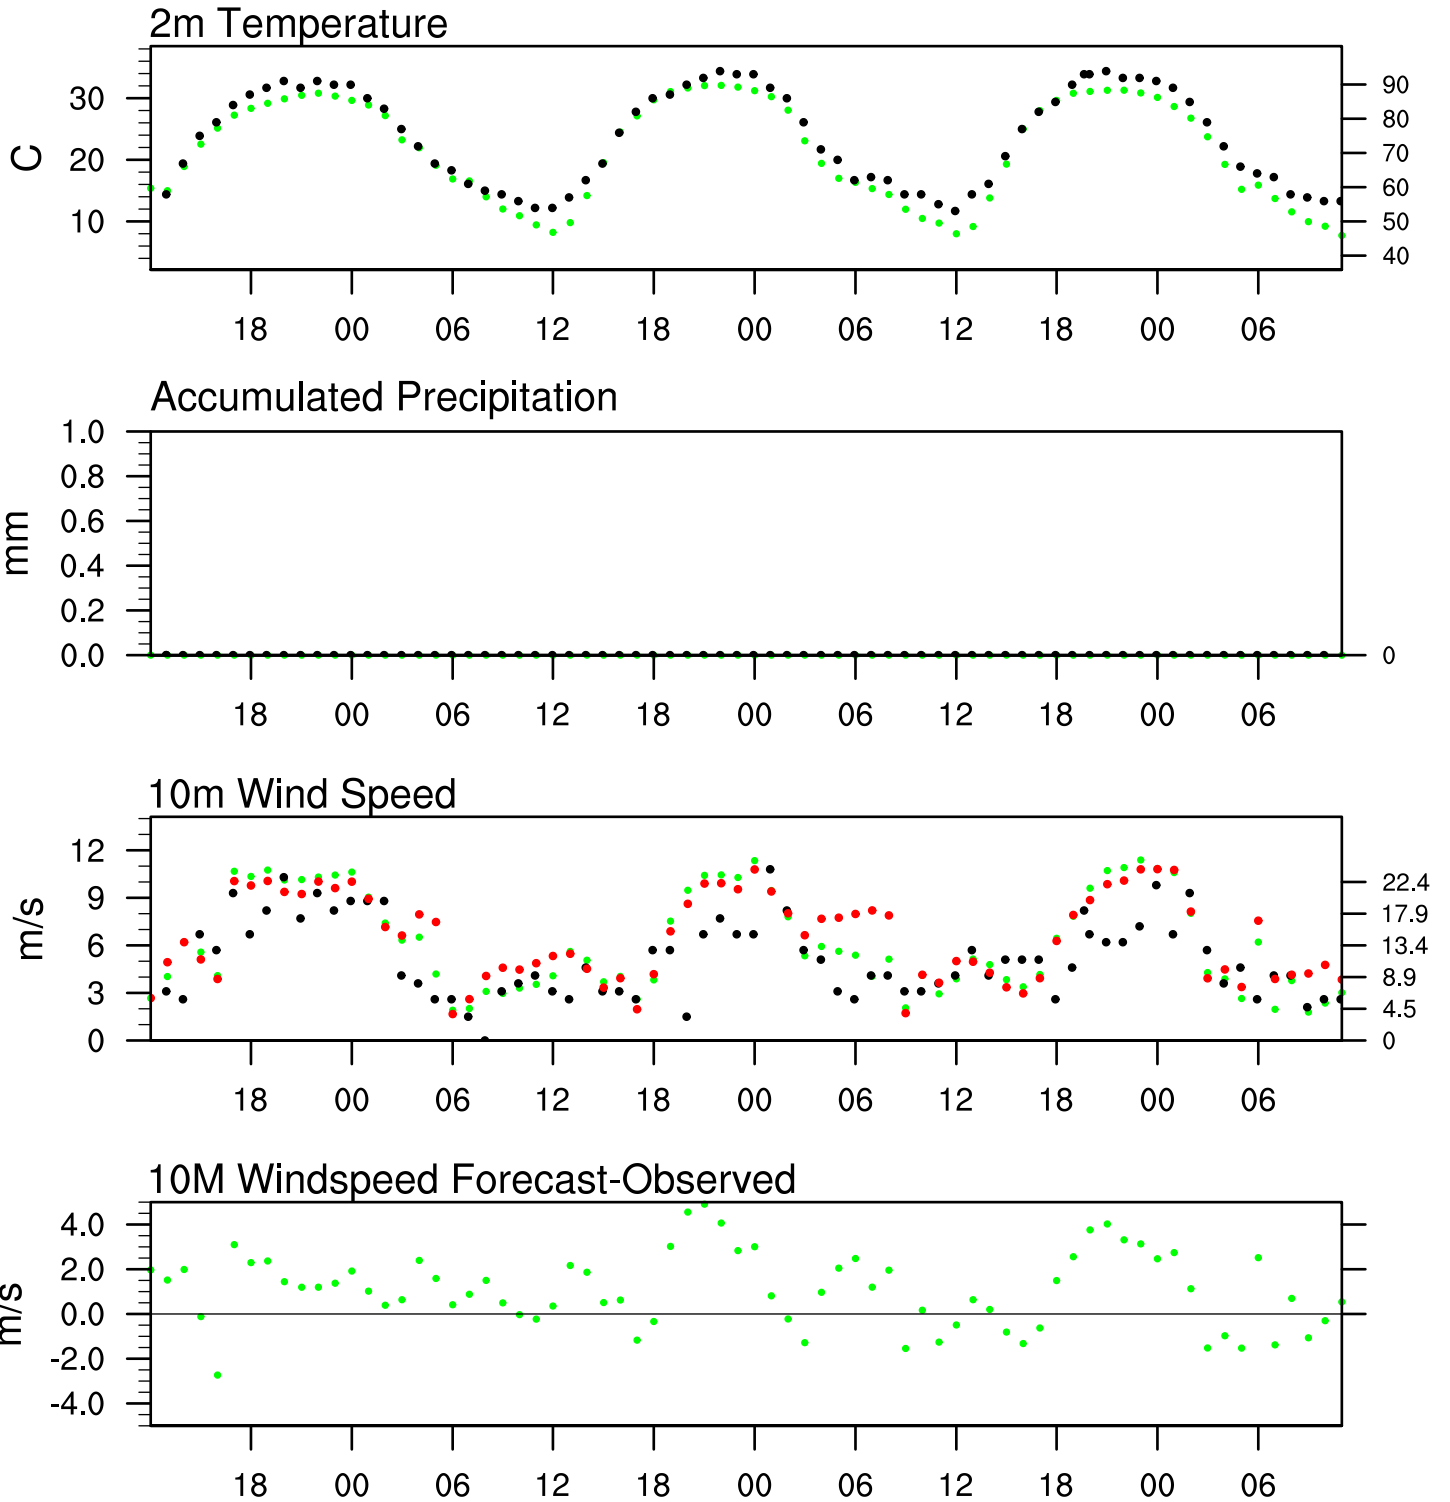 2m Temperature
30
20
10
C
90
80
70
60
50
40
18 00 06 12 18 00 06 12 18 00 06
Accumulated Precipitation
1.0
0.8
0.6
0.4
0.2
0.0
mm
0
18 00 06 12 18 00 06 12 18 00 06
10m Wind Speed
12
9
6
3
0
m/s
22.4
17.9
13.4
8.9
4.5
0
18 00 06 12 18 00 06 12 18 00 06
10M Windspeed Forecast-Observed
4.0
2.0
0.0
-2.0
-4.0
m/s
18 00 06 12 18 00 06 12 18 00 06